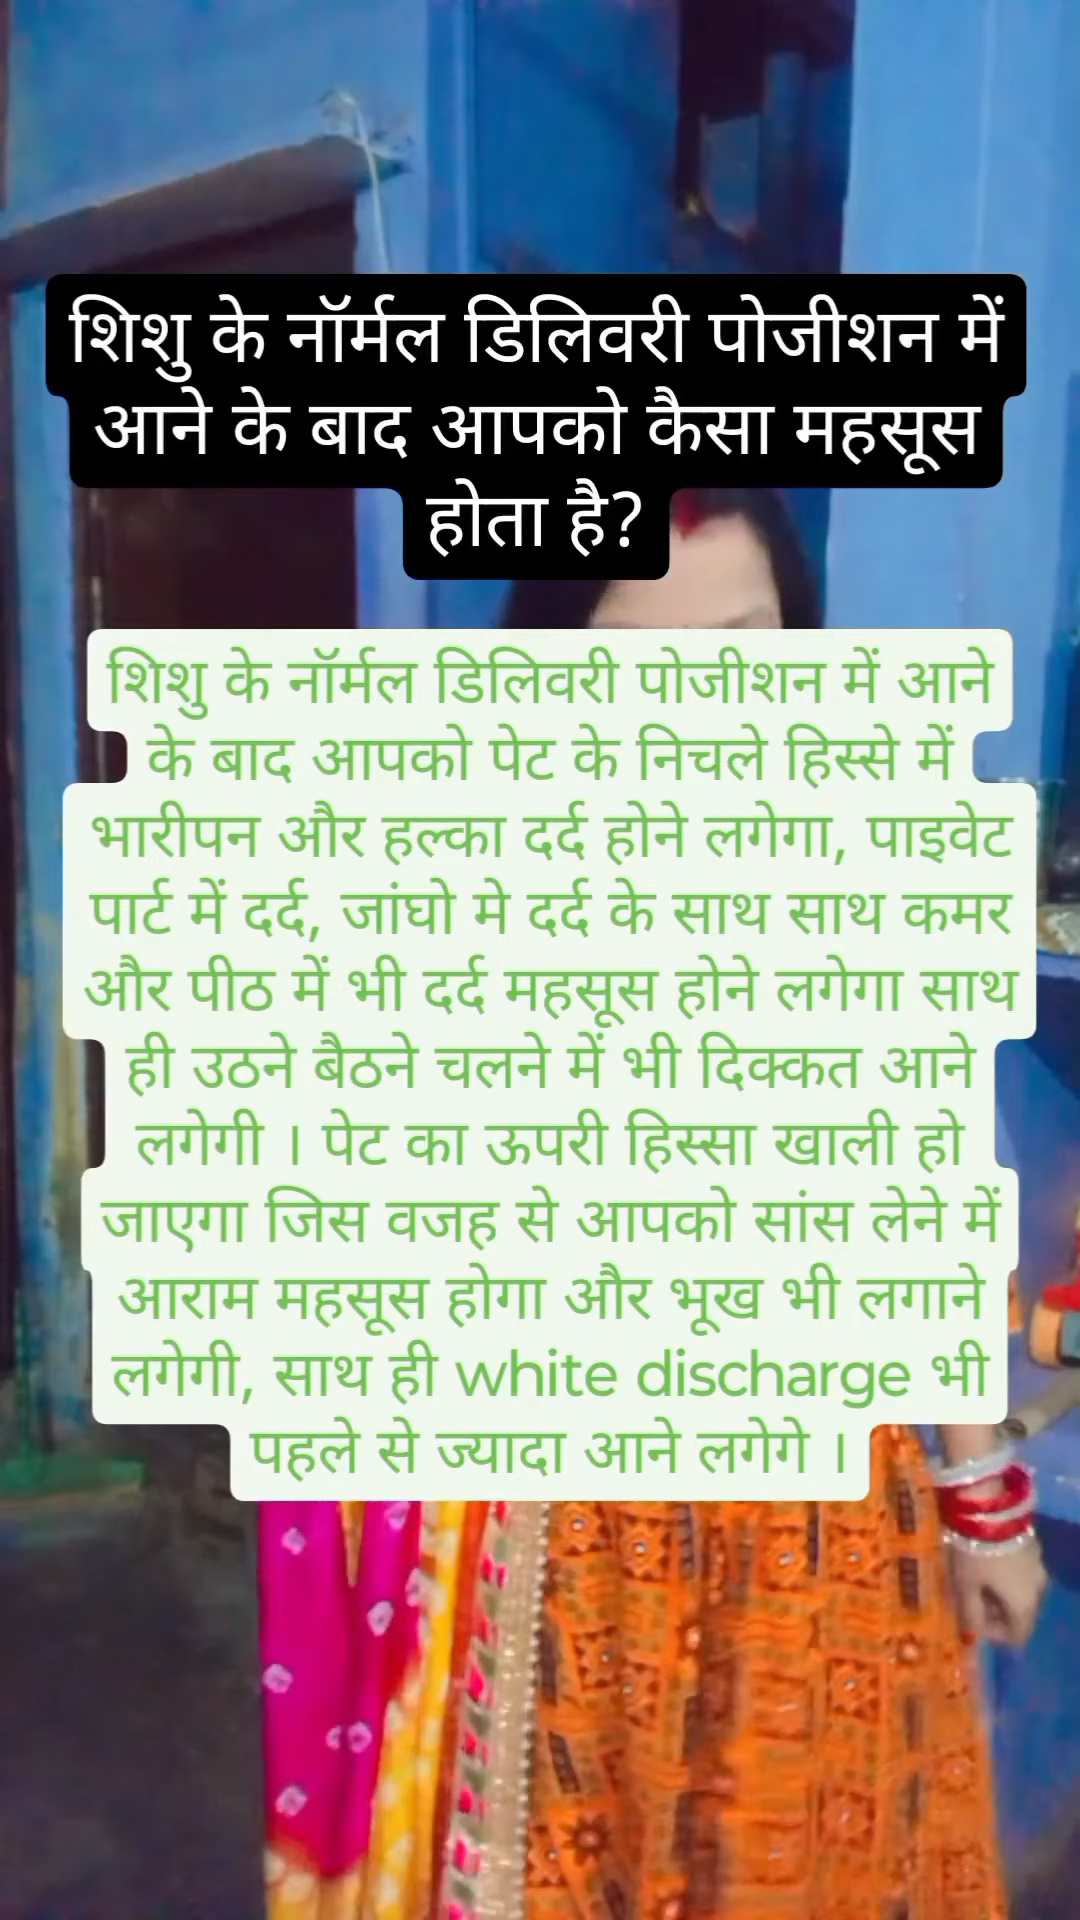 शिशु के नॉर्मल डिलिवरी पोजीशन में
आने के बाद आपको कैसा महसूस
होता है?
शिशु के नॉर्मल डिलिवरी पोजीशन में आने
के बाद आपको पेट के निचले हिस्से में
भारीपन और हल्का दर्द होने लगेगा, पाइवेट
पार्ट में दर्द, जांघो मे दर्द के साथ साथ कमर
और पीठ में भी दर्द महसूस होने लगेगा साथ
ही उठने बैठने चलने में भी दिक्कत आने
लगेगी । पेट का ऊपरी हिस्सा खाली हो
जाएगा जिस वजह से आपको सांस लेने में
आराम महसूस होगा और भूख भी लगाने
लगेगी, साथ ही white discharge भी
पहले से ज्यादा आने लगेगे ।